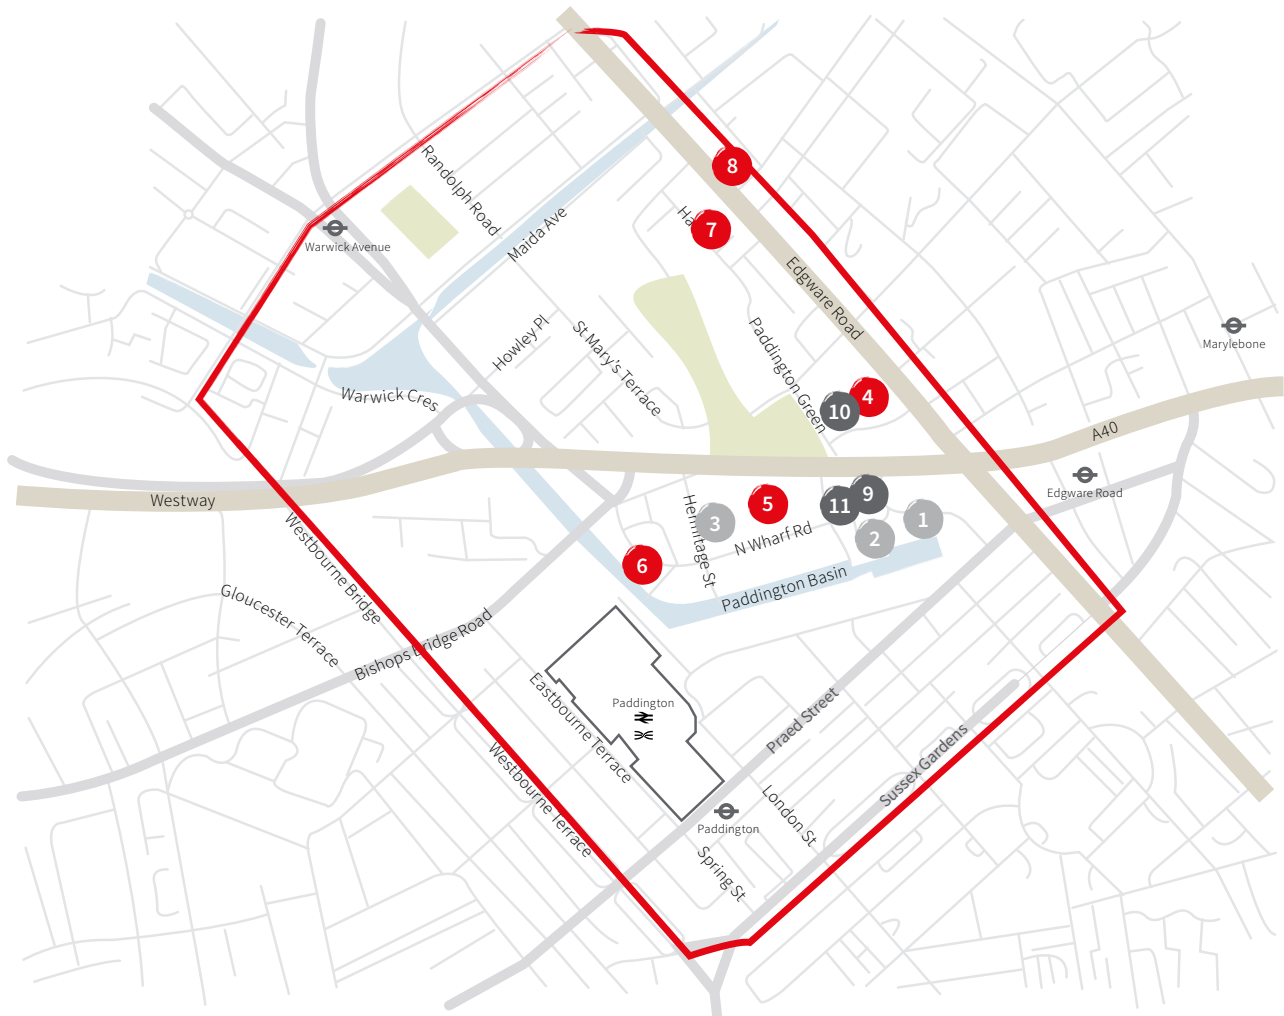 8
Randolph Road
Maida Ave
Ha
7
Warwick Avenue
Edgware Road
Howley Pl
St Mary's Terrace
Paddington Green
Marylebone
Warwick Cres
4
10
A40
Westway
Edgware Road
9
5
11
1
3
Hermitage St
N Wharf Rd
2
6
Westbourne Bridge
Paddington Basin
Gloucester Terrace
Bishops Bridge Road
Eastbourne Terrace
Paddington
Praed Street
Sussex Gardens
Westbourne Terrace
London St
Paddington
Spring St